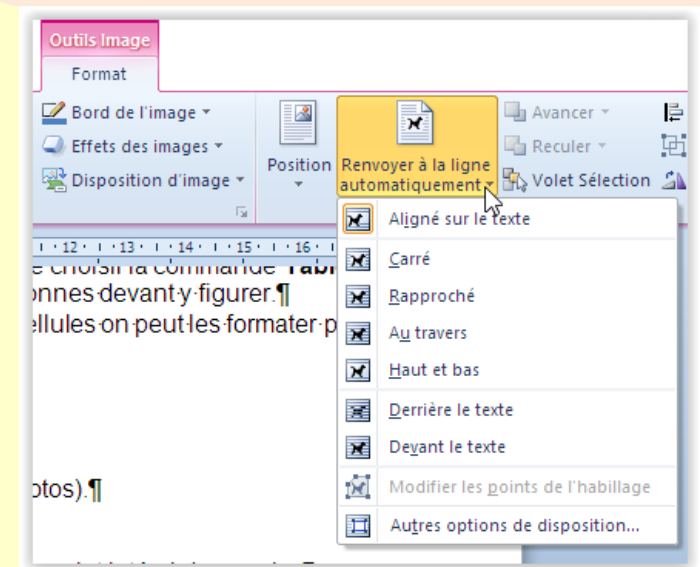 Outils Image
Format
Bord de l'image
Effets des images
Disposition d'image
Position
Renvoyer à la ligne
automatiquement
Avancer
Reculer
Volet Sélection
Aligné sur le texte
Carré
Rapproché
Au travers
Haut et bas
Derrière le texte
Devant le texte
Modifier les points de l'habillage
Autres options de disposition...
12 · 13 · 14 · 15 · 16
choisir la commande
onnes·devant·y·figurer.¶
ellules·on·peut·les·formater·p
otos).¶